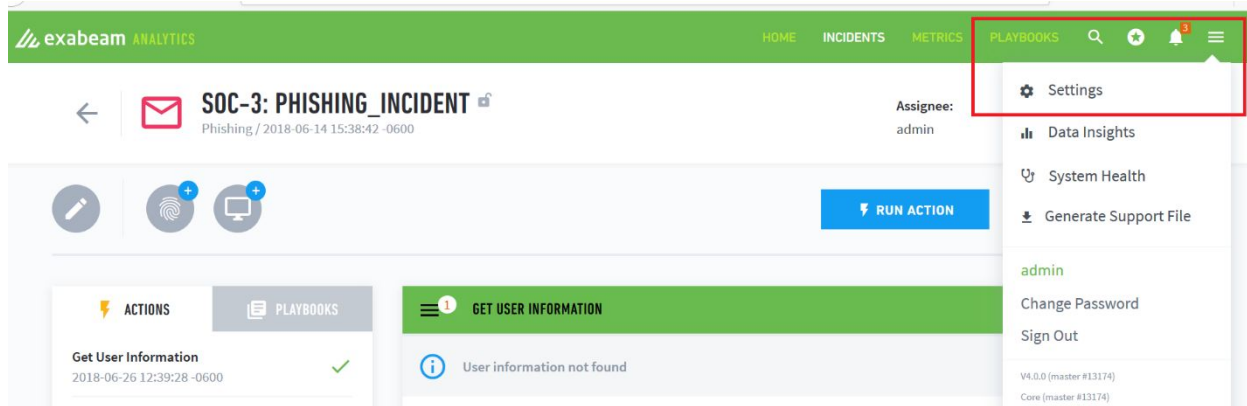 exabeam ANALYTICS
HOME INCIDENTS METRICS PLAYBOOKS 3
SOC-3: PHISHING_INCIDENT
Phishing / 2018-06-14 15:38:42 -0600
Assignee:
admin
Settings
Data Insights
System Health
Generate Support File
admin
Change Password
Sign Out
V4.0.0 (master #13174)
Core (master #13174)
RUN ACTION
ACTIONS PLAYBOOKS
Get User Information
2018-06-26 12:39:28 -0600
1 GET USER INFORMATION
User information not found